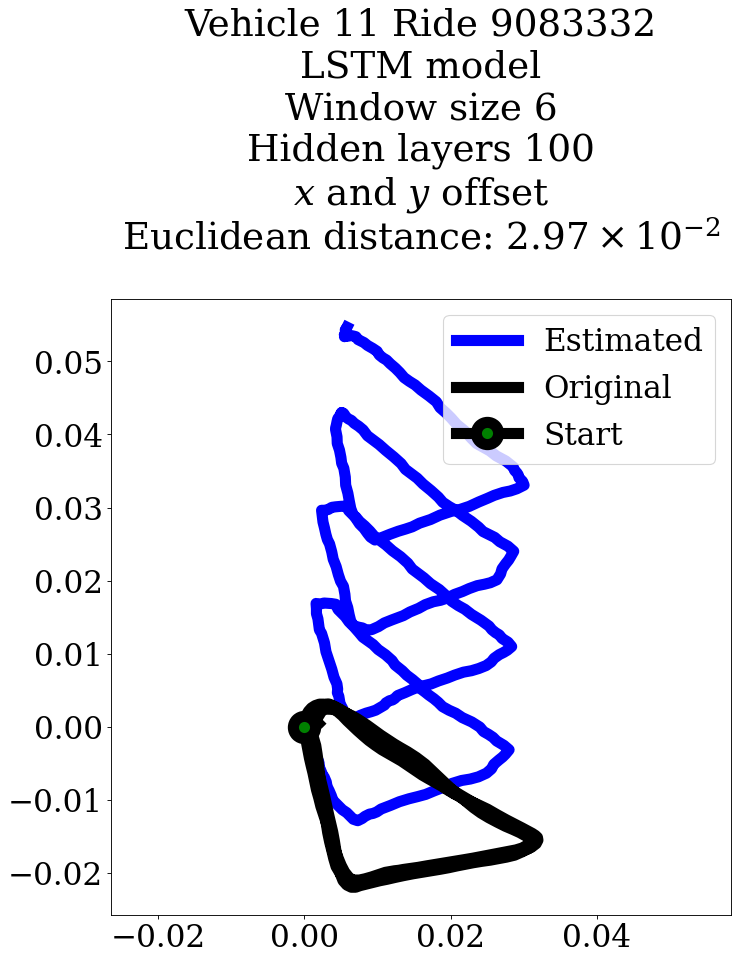 Vehicle 11 Ride 9083332
LSTM model
Window size 6
Hidden layers 100
x and y offset
Euclidean distance: 2.97 × 10⁻²
Estimated
Original
Start
0.05
0.04
0.03
0.02
0.01
0.00
−0.01
−0.02
−0.02 0.00 0.02 0.04